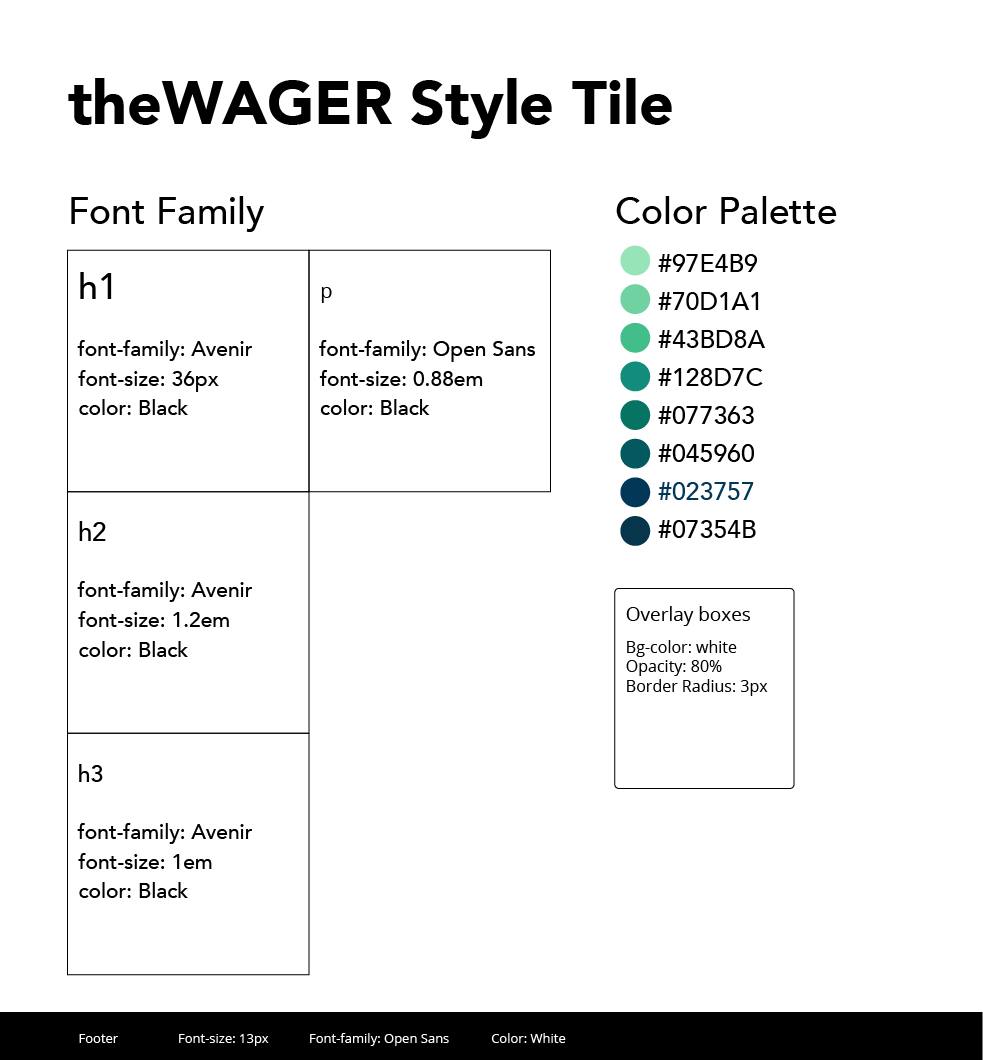 theWAGER Style Tile
Font Family
h1
font-family: Avenir
font-size: 36px
color: Black
p
font-family: Open Sans
font-size: 0.88em
color: Black
h2
font-family: Avenir
font-size: 1.2em
color: Black
h3
font-family: Avenir
font-size: 1em
color: Black
Color Palette
#97E4B9
#70D1A1
#43BD8A
#128D7C
#077363
#045960
#023757
#07354B
Overlay boxes
Bg-color: white
Opacity: 80%
Border Radius: 3px
Footer Font-size: 13px Font-family: Open Sans Color: White